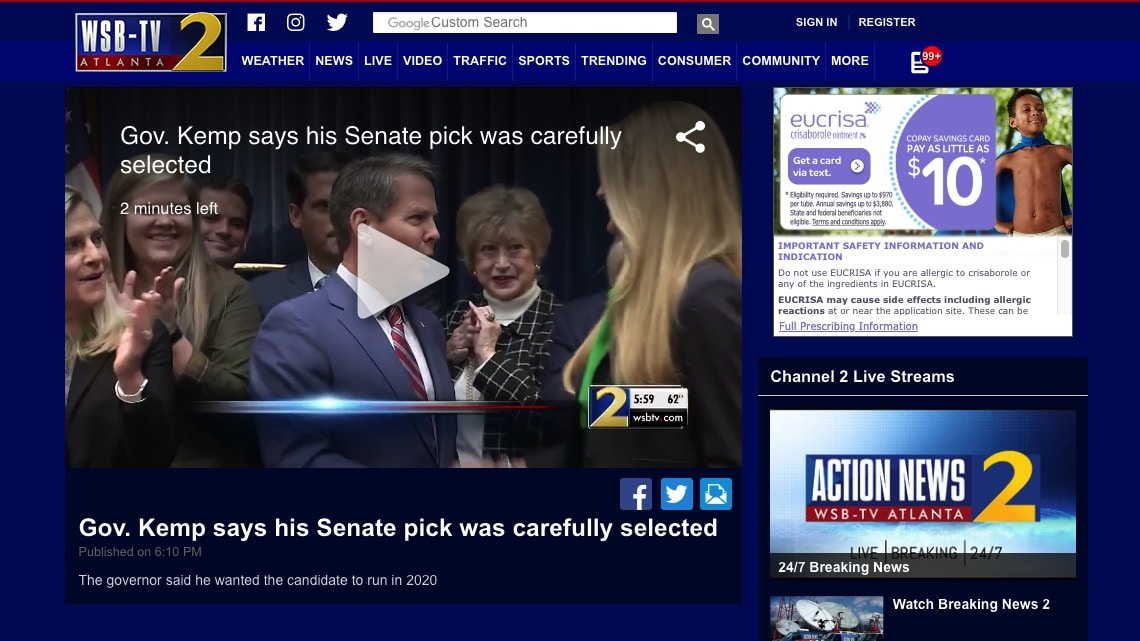 WSB-TV 2
ATLANTA
Google Custom Search
SIGN IN
REGISTER
WEATHER
NEWS
LIVE
VIDEO
TRAFFIC
SPORTS
TRENDING
CONSUMER
COMMUNITY
MORE
99+
Gov. Kemp says his Senate pick was carefully
selected
2 minutes left
2
5:59 62°
wsbtv.com
Gov. Kemp says his Senate pick was carefully selected
Published on 6:10 PM
The governor said he wanted the candidate to run in 2020
eucrisa
crisaborole ointment 2%
Get a card
via text.
COPAY SAVINGS CARD
PAY AS LITTLE AS
$10*
* Eligibility required. Savings up to $970
per tube. Annual savings up to $3,880.
State and federal beneficiaries not
eligible. Terms and conditions apply.
IMPORTANT SAFETY INFORMATION AND
INDICATION
Do not use EUCRISA if you are allergic to crisaborole or
any of the ingredients in EUCRISA.
EUCRISA may cause side effects including allergic
reactions at or near the application site. These can be
Full Prescribing Information
Channel 2 Live Streams
ACTION NEWS 2
WSB-TV ATLANTA
LIVE | BREAKING | 24/7
24/7 Breaking News
Watch Breaking News 2